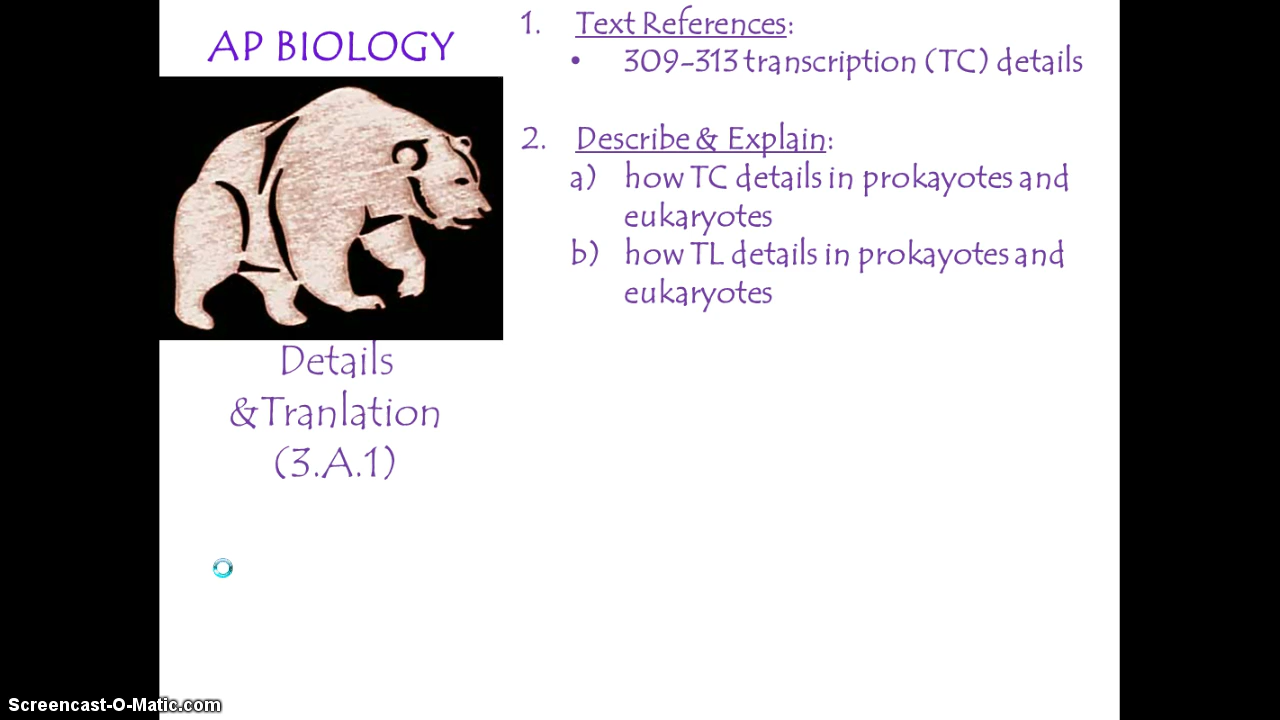 AP BIOLOGY
Details
&Tranlation
(3.A.1)
1. Text References:
• 309-313 transcription (TC) details
2. Describe & Explain:
a) how TC details in prokayotes and
eukaryotes
b) how TL details in prokayotes and
eukaryotes
Screencast-O-Matic.com